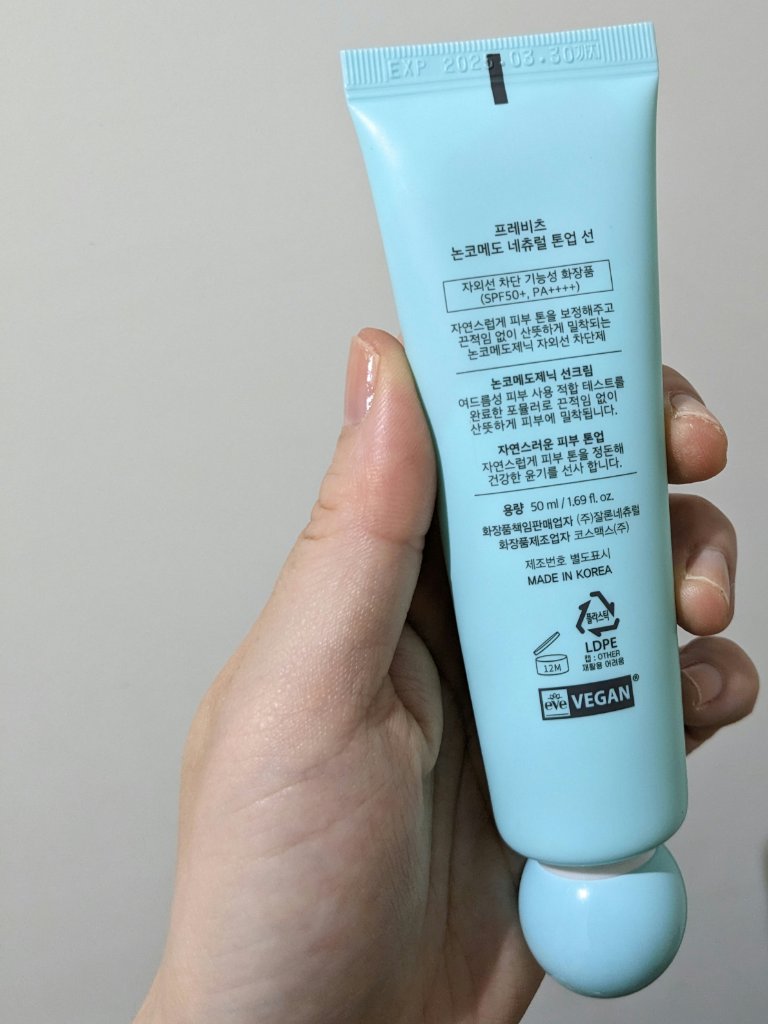 EXP 2025.03.30까지
프레비츠
논코메도 네츄럴 톤업 선
자외선 차단 기능성 화장품
(SPF50+, PA++++)
자연스럽게 피부 톤을 보정해주고
끈적임 없이 산뜻하게 밀착되는
논코메도제닉 자외선 차단제
논코메도제닉 선크림
여드름성 피부 사용 적합 테스트를
완료한 포뮬러로 끈적임 없이
산뜻하게 피부에 밀착됩니다.
자연스러운 피부 톤업
자연스럽게 피부 톤을 정돈해
건강한 윤기를 선사 합니다.
용량 50 ml / 1.69 fl. oz.
화장품책임판매업자 (주)잘론네츄럴
화장품제조업자 코스맥스(주)
제조번호 별도표시
MADE IN KOREA
플라스틱
LDPE
캡 : OTHER
재활용 어려움
12M
eve VEGAN®